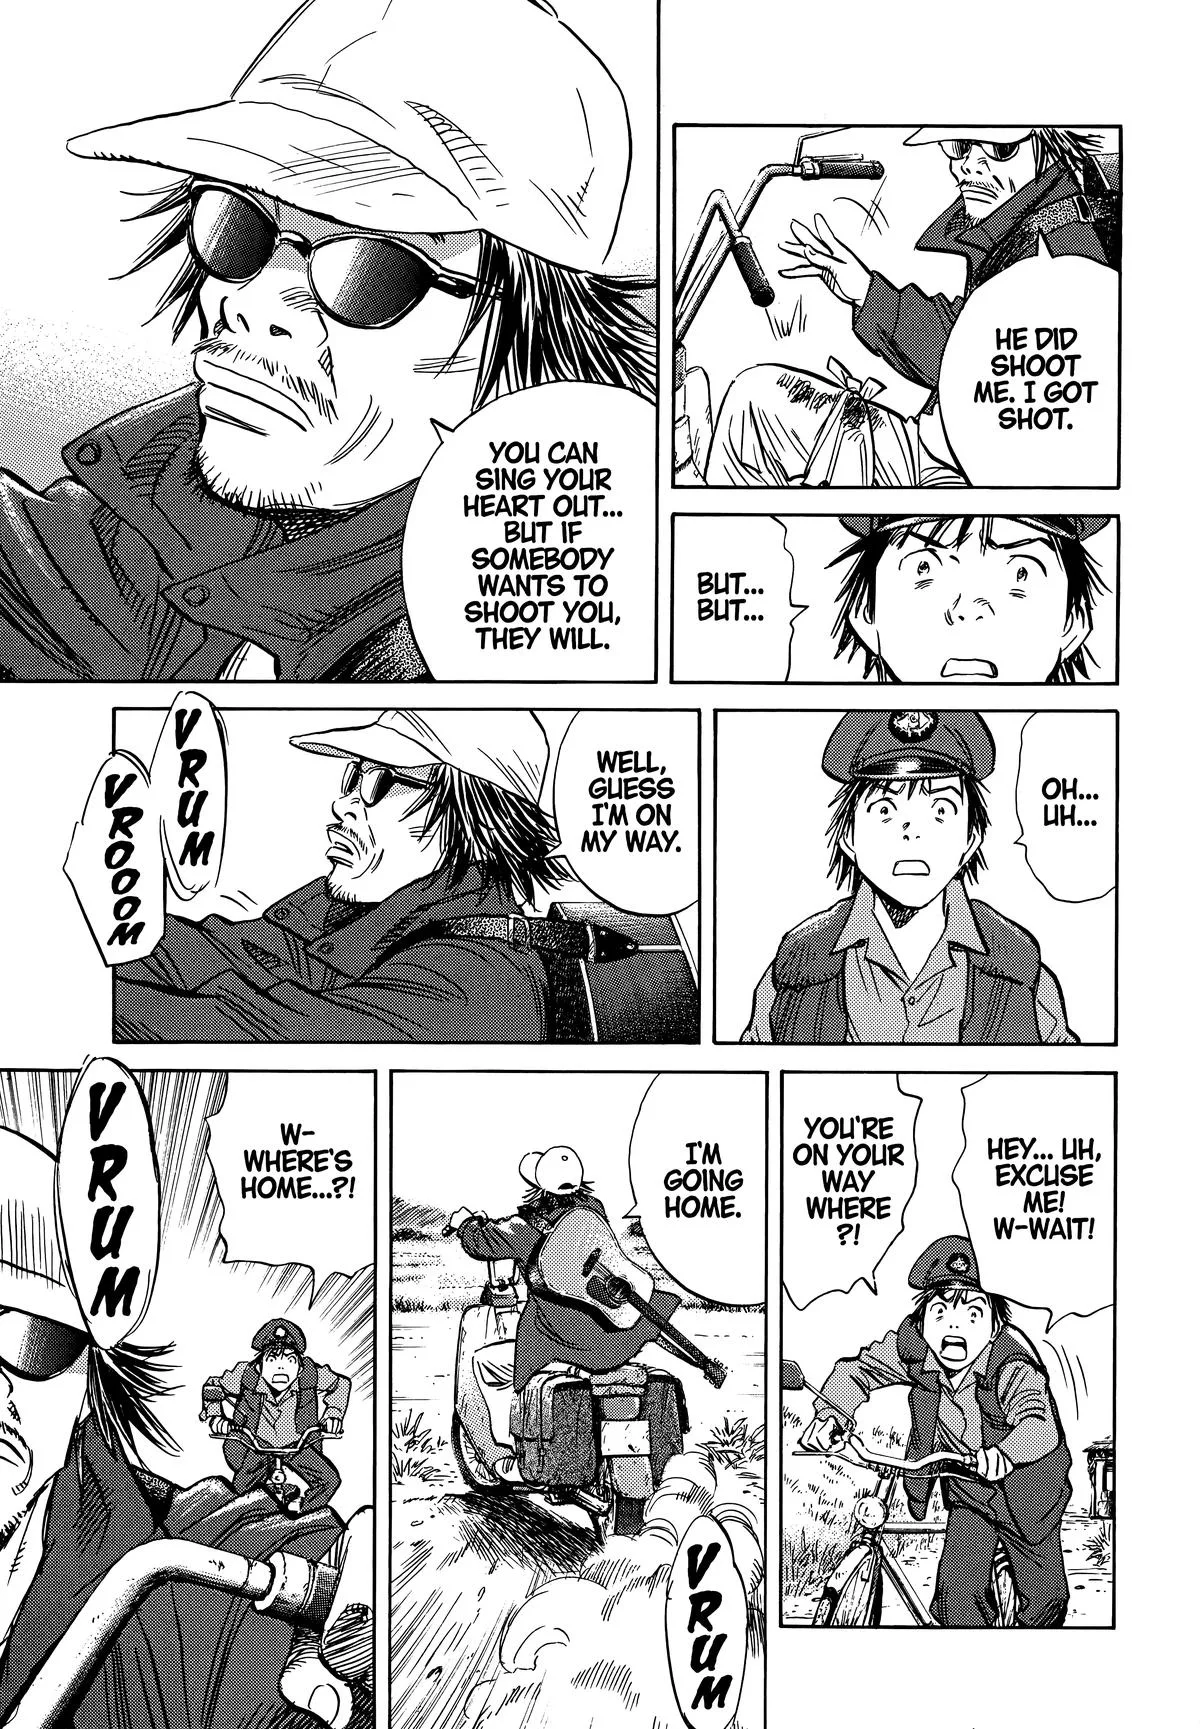 HE DID
SHOOT
ME. I GOT
SHOT.
YOU CAN
SING YOUR
HEART OUT...
BUT IF
SOMEBODY
WANTS TO
SHOOT YOU,
THEY WILL.
BUT...
BUT...
OH...
UH...
WELL,
GUESS
I'M ON
MY WAY.
VRUM
VROOOM
HEY... UH,
EXCUSE
ME!
W-WAIT!
YOU'RE
ON YOUR
WAY
WHERE
?!
I'M
GOING
HOME.
VRUM
W-
WHERE'S
HOME...?!
VRUM